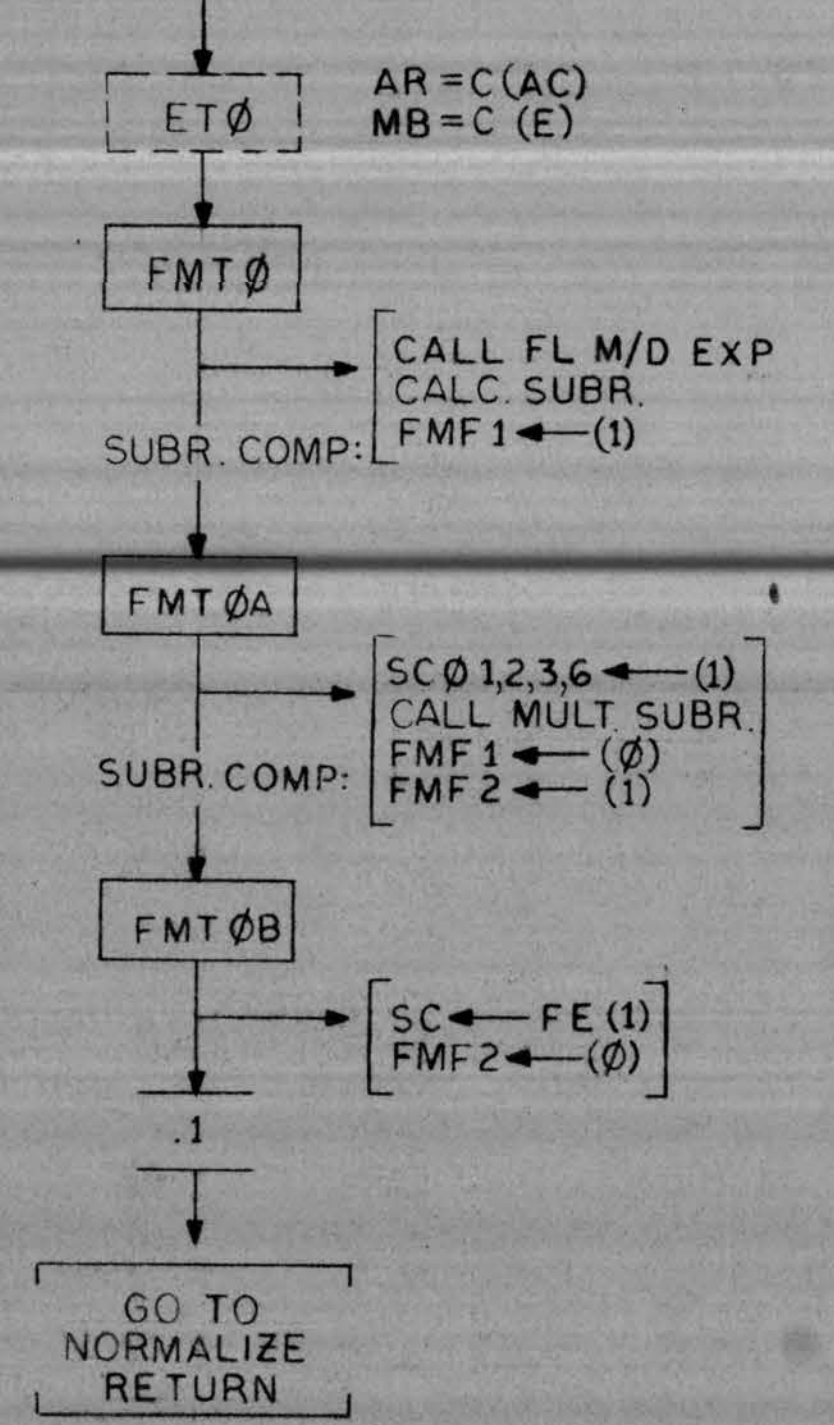 ETØ
AR = C(AC)
MB = C (E)
FMTØ
CALL FL M/D EXP
CALC. SUBR.
FMF1 ◄— (1)
SUBR. COMP:
FMTØA
SCØ 1,2,3,6 ◄— (1)
CALL MULT. SUBR.
FMF1 ◄— (Ø)
FMF2 ◄— (1)
SUBR. COMP:
FMTØB
SC ◄— FE (1)
FMF2 ◄— (Ø)
.1
GO TO
NORMALIZE
RETURN